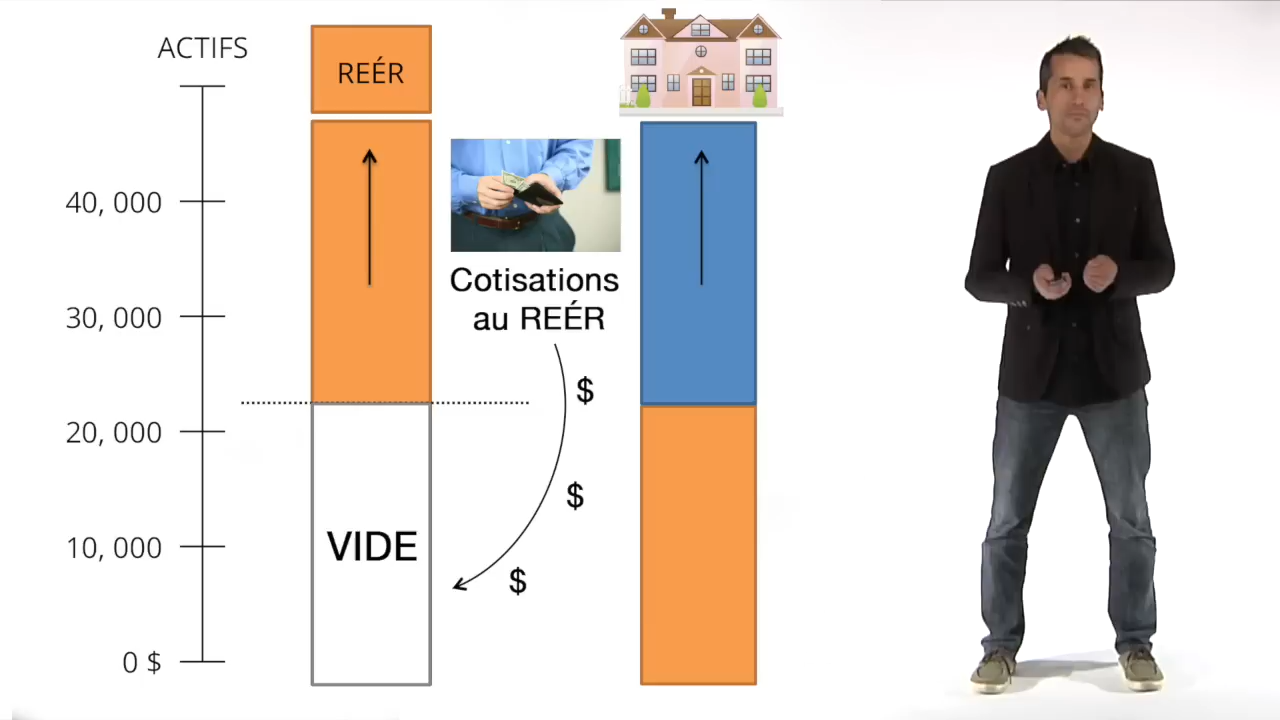 ACTIFS
REÉR
40, 000
30, 000
20, 000
10, 000
0 $
VIDE
Cotisations
au REÉR
$
$
$